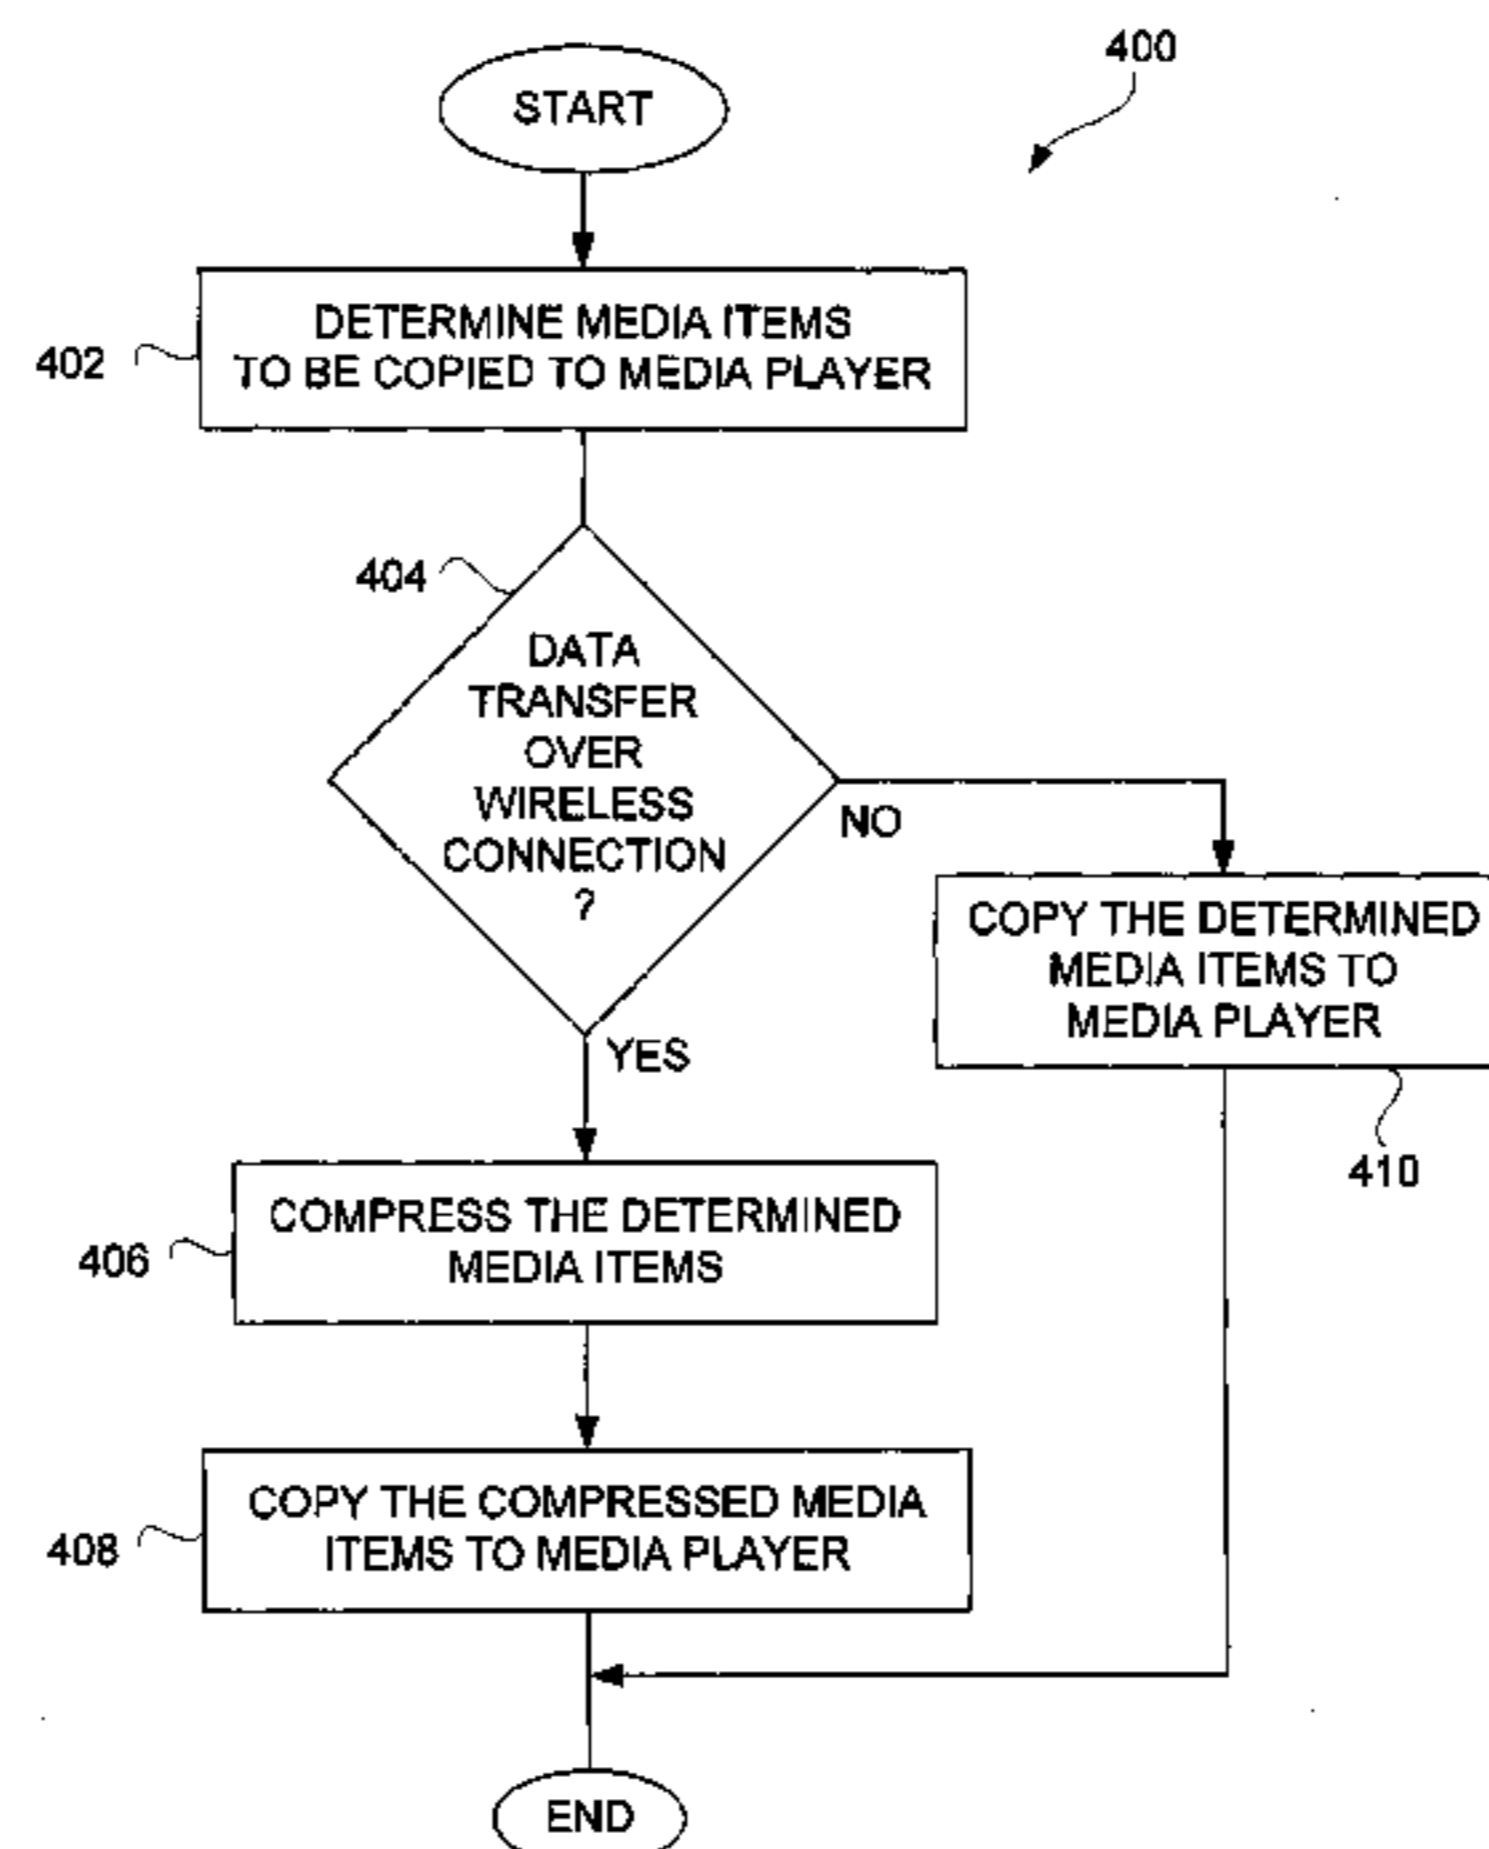 400
START
DETERMINE MEDIA ITEMS
TO BE COPIED TO MEDIA PLAYER
402
404
DATA
TRANSFER
OVER
WIRELESS
CONNECTION
?
NO
YES
COPY THE DETERMINED
MEDIA ITEMS TO
MEDIA PLAYER
410
COMPRESS THE DETERMINED
MEDIA ITEMS
406
COPY THE COMPRESSED MEDIA
ITEMS TO MEDIA PLAYER
408
END